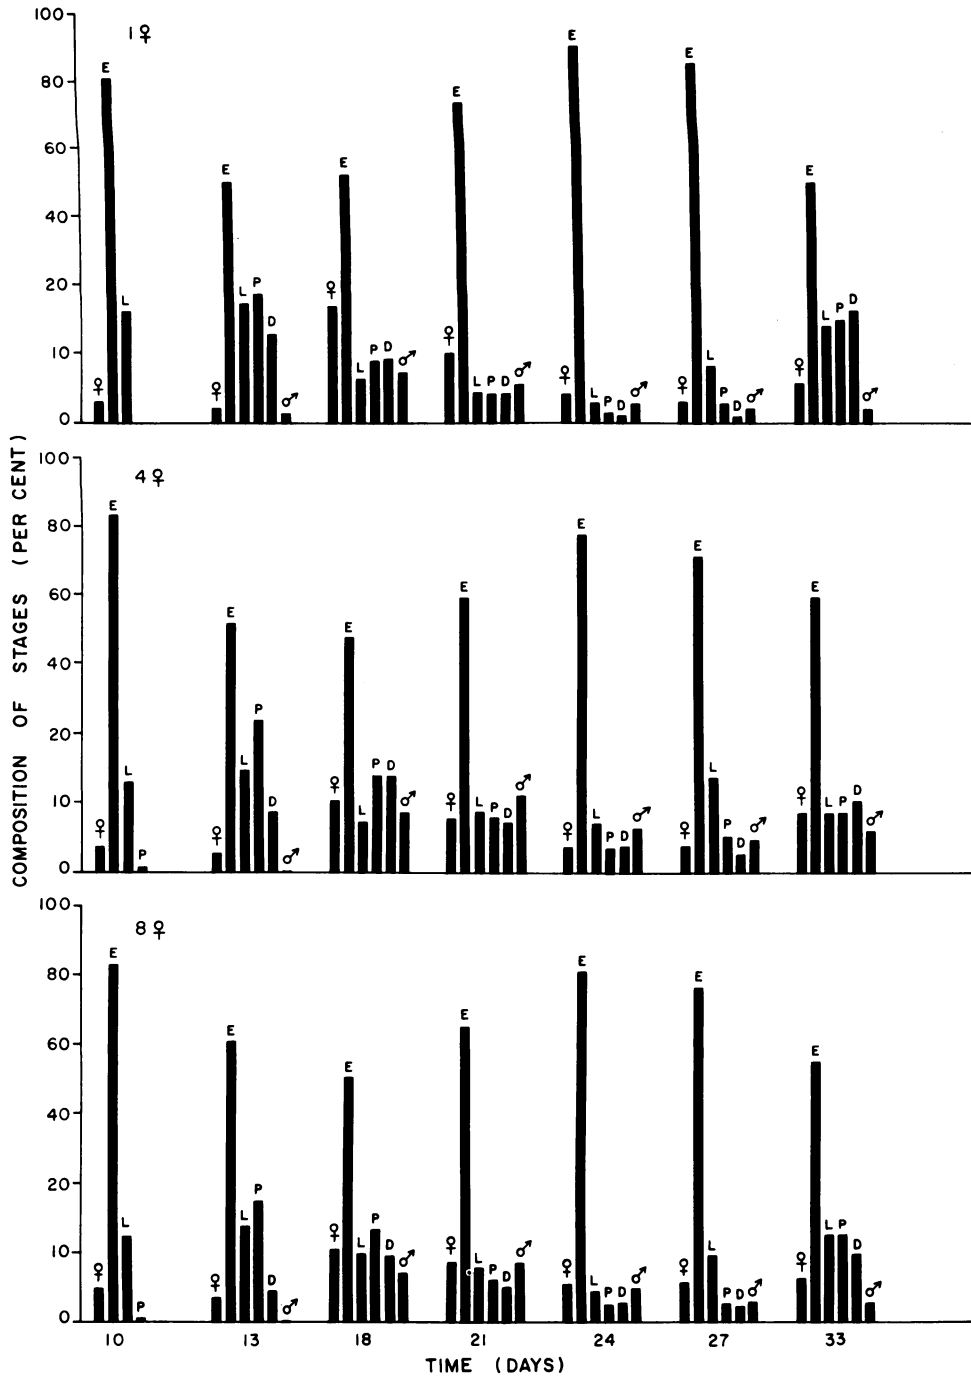 COMPOSITION OF STAGES (PER CENT)
100
80
60
40
20
10
0
1♀
♀ E L
♀ E L P D ♂
♀ E L P D ♂
♀ E L P D ♂
♀ E L P D ♂
♀ E L P D ♂
♀ E L P D ♂
100
80
60
40
20
10
0
4♀
♀ E L P
♀ E L P D ♂
♀ E L P D ♂
♀ E L P D ♂
♀ E L P D ♂
♀ E L P D ♂
♀ E L P D ♂
100
80
60
40
20
10
0
8♀
♀ E L P
♀ E L P D ♂
♀ E L P D ♂
♀ E L P D ♂
♀ E L P D ♂
♀ E L P D ♂
♀ E L P D ♂
10 13 18 21 24 27 33
TIME (DAYS)